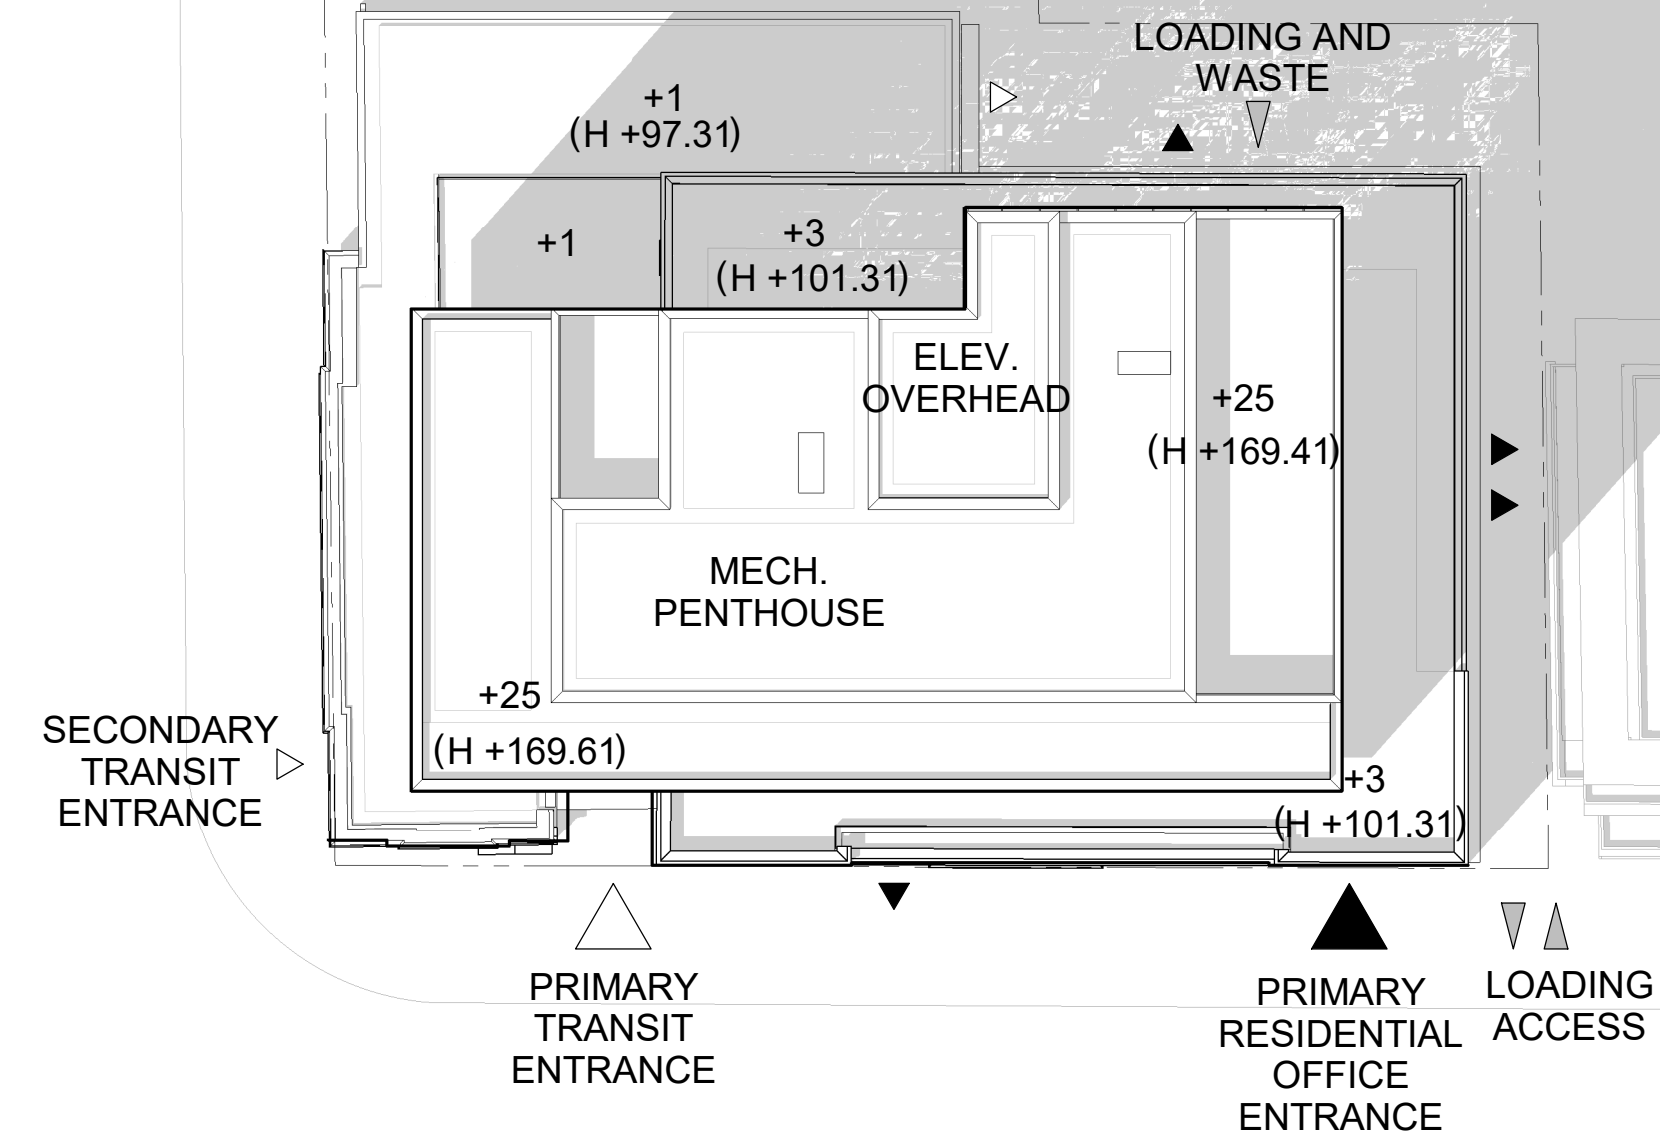 LOADING AND
WASTE
+1
(H +97.31)
+1
+3
(H +101.31)
ELEV.
OVERHEAD
+25
(H +169.41)
MECH.
PENTHOUSE
+25
(H +169.61)
SECONDARY
TRANSIT
ENTRANCE
+3
(H +101.31)
PRIMARY
TRANSIT
ENTRANCE
PRIMARY
RESIDENTIAL
OFFICE
ENTRANCE
LOADING
ACCESS